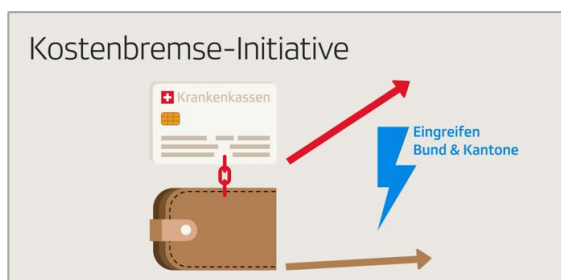 Kostenbremse-Initiative
Krankenkassen
Eingreifen
Bund & Kantone